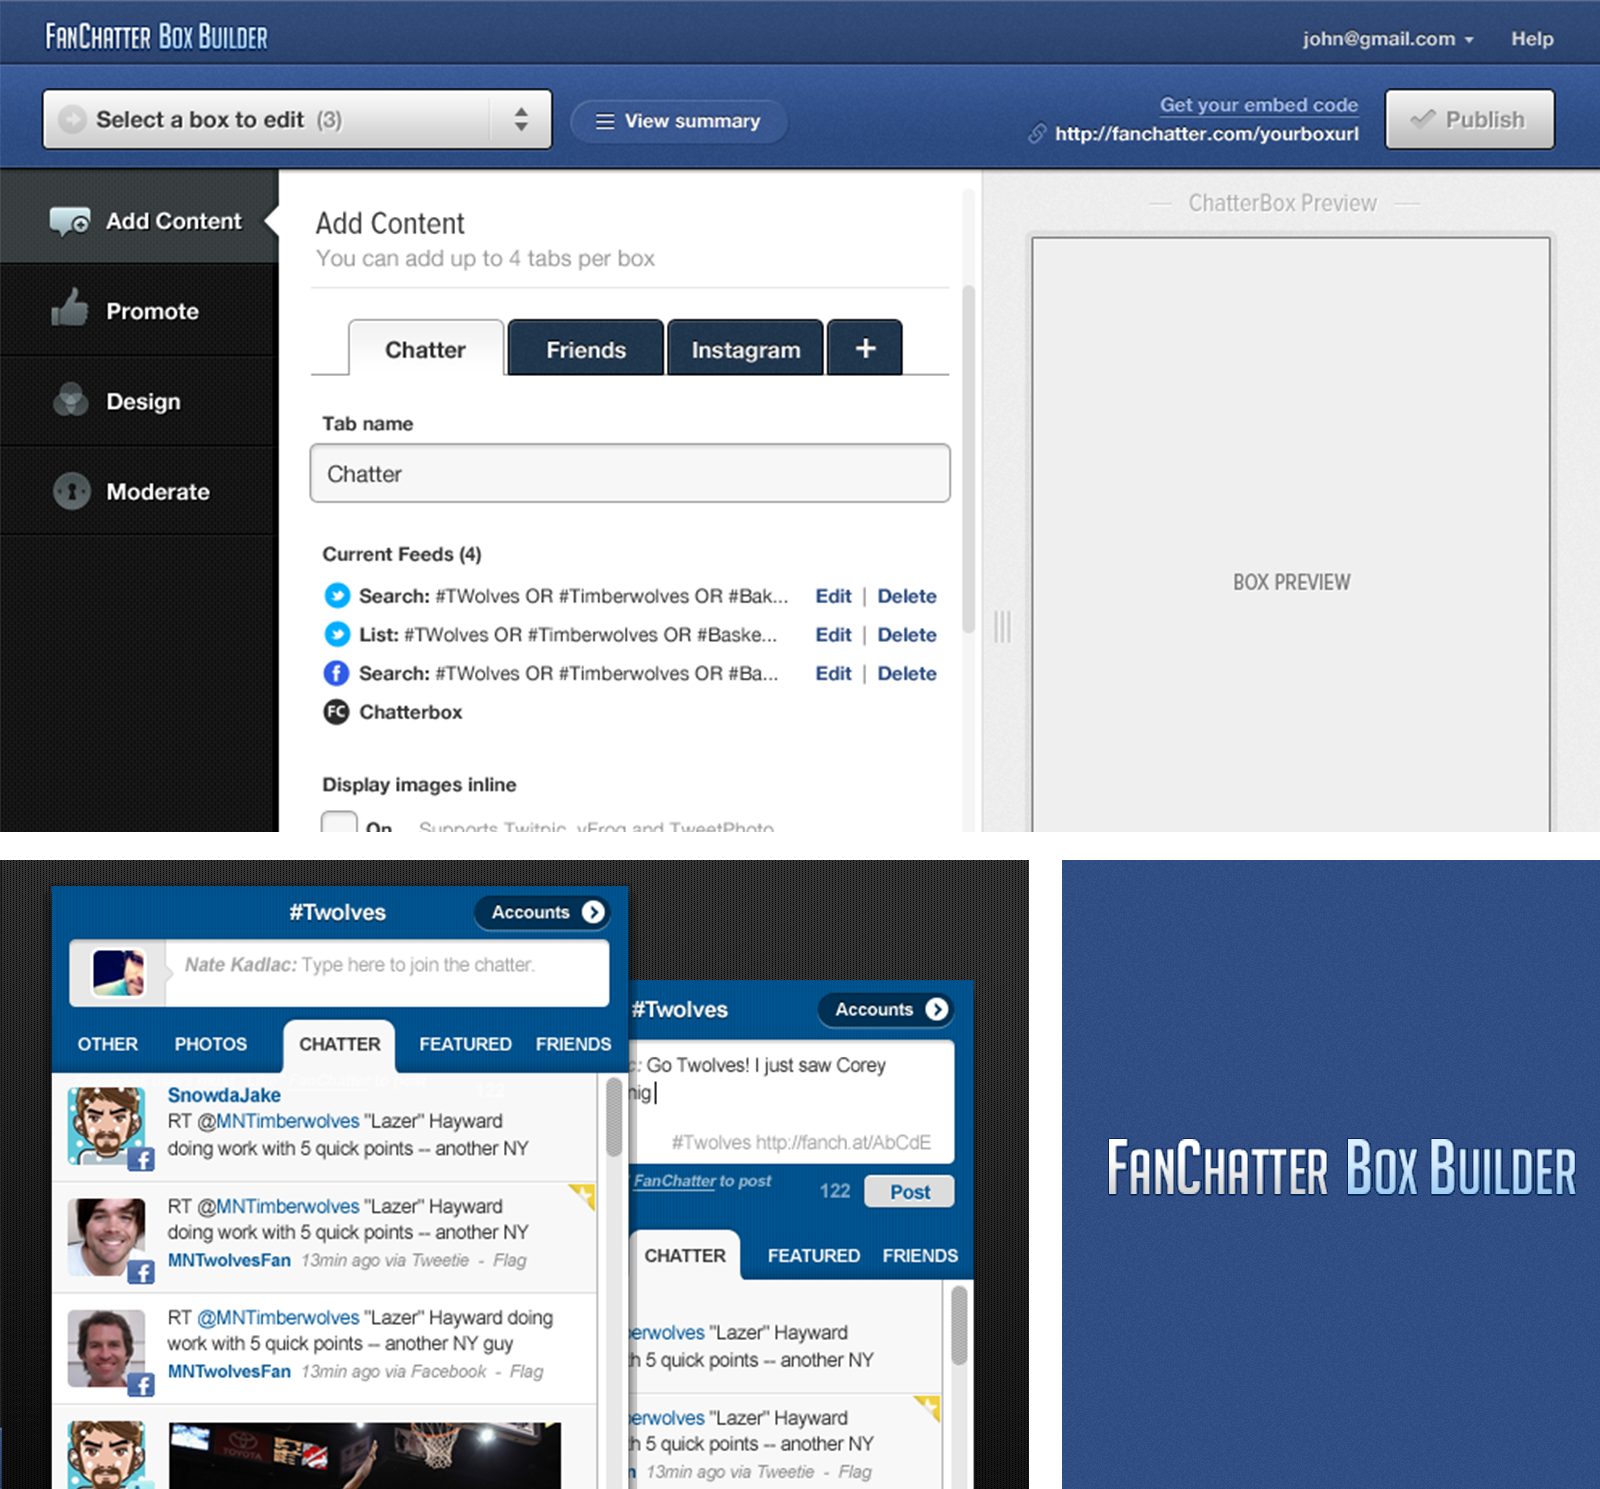 FanChatter Box Builder
john@gmail.com
Help
Select a box to edit (3)
View summary
Get your embed code
http://fanchatter.com/yourboxurl
Publish
Add Content
Promote
Design
Moderate
Add Content
You can add up to 4 tabs per box
Chatter
Friends
Instagram
+
Tab name
Chatter
Current Feeds (4)
Search: #TWolves OR #Timberwolves OR #Bak... Edit | Delete
List: #TWolves OR #Timberwolves OR #Baske... Edit | Delete
f Search: #TWolves OR #Timberwolves OR #Ba... Edit | Delete
FC Chatterbox
Display images inline
On Supports Twitpic, yFrog and TweetPhoto
ChatterBox Preview
BOX PREVIEW
#Twolves
Accounts
Nate Kadlac: Type here to join the chatter.
OTHER PHOTOS CHATTER FEATURED FRIENDS
SnowdaJake
RT @MNTimberwolves "Lazer" Hayward
doing work with 5 quick points -- another NY
f
RT @MNTimberwolves "Lazer" Hayward
doing work with 5 quick points -- another NY
MNTwolvesFan 13min ago via Tweetie - Flag
f
RT @MNTimberwolves "Lazer" Hayward doing
work with 5 quick points -- another NY guy
MNTwolvesFan 13min ago via Facebook - Flag
f
TOYOTA
#Twolves
Accounts
c: Go Twolves! I just saw Corey
nig
#Twolves http://fanch.at/AbCdE
FanChatter to post
122
Post
CHATTER FEATURED FRIENDS
erwolves "Lazer" Hayward
h 5 quick points -- another NY
erwolves "Lazer" Hayward
h 5 quick points -- another NY
n 13min ago via Tweetie - Flag
FanChatter Box Builder